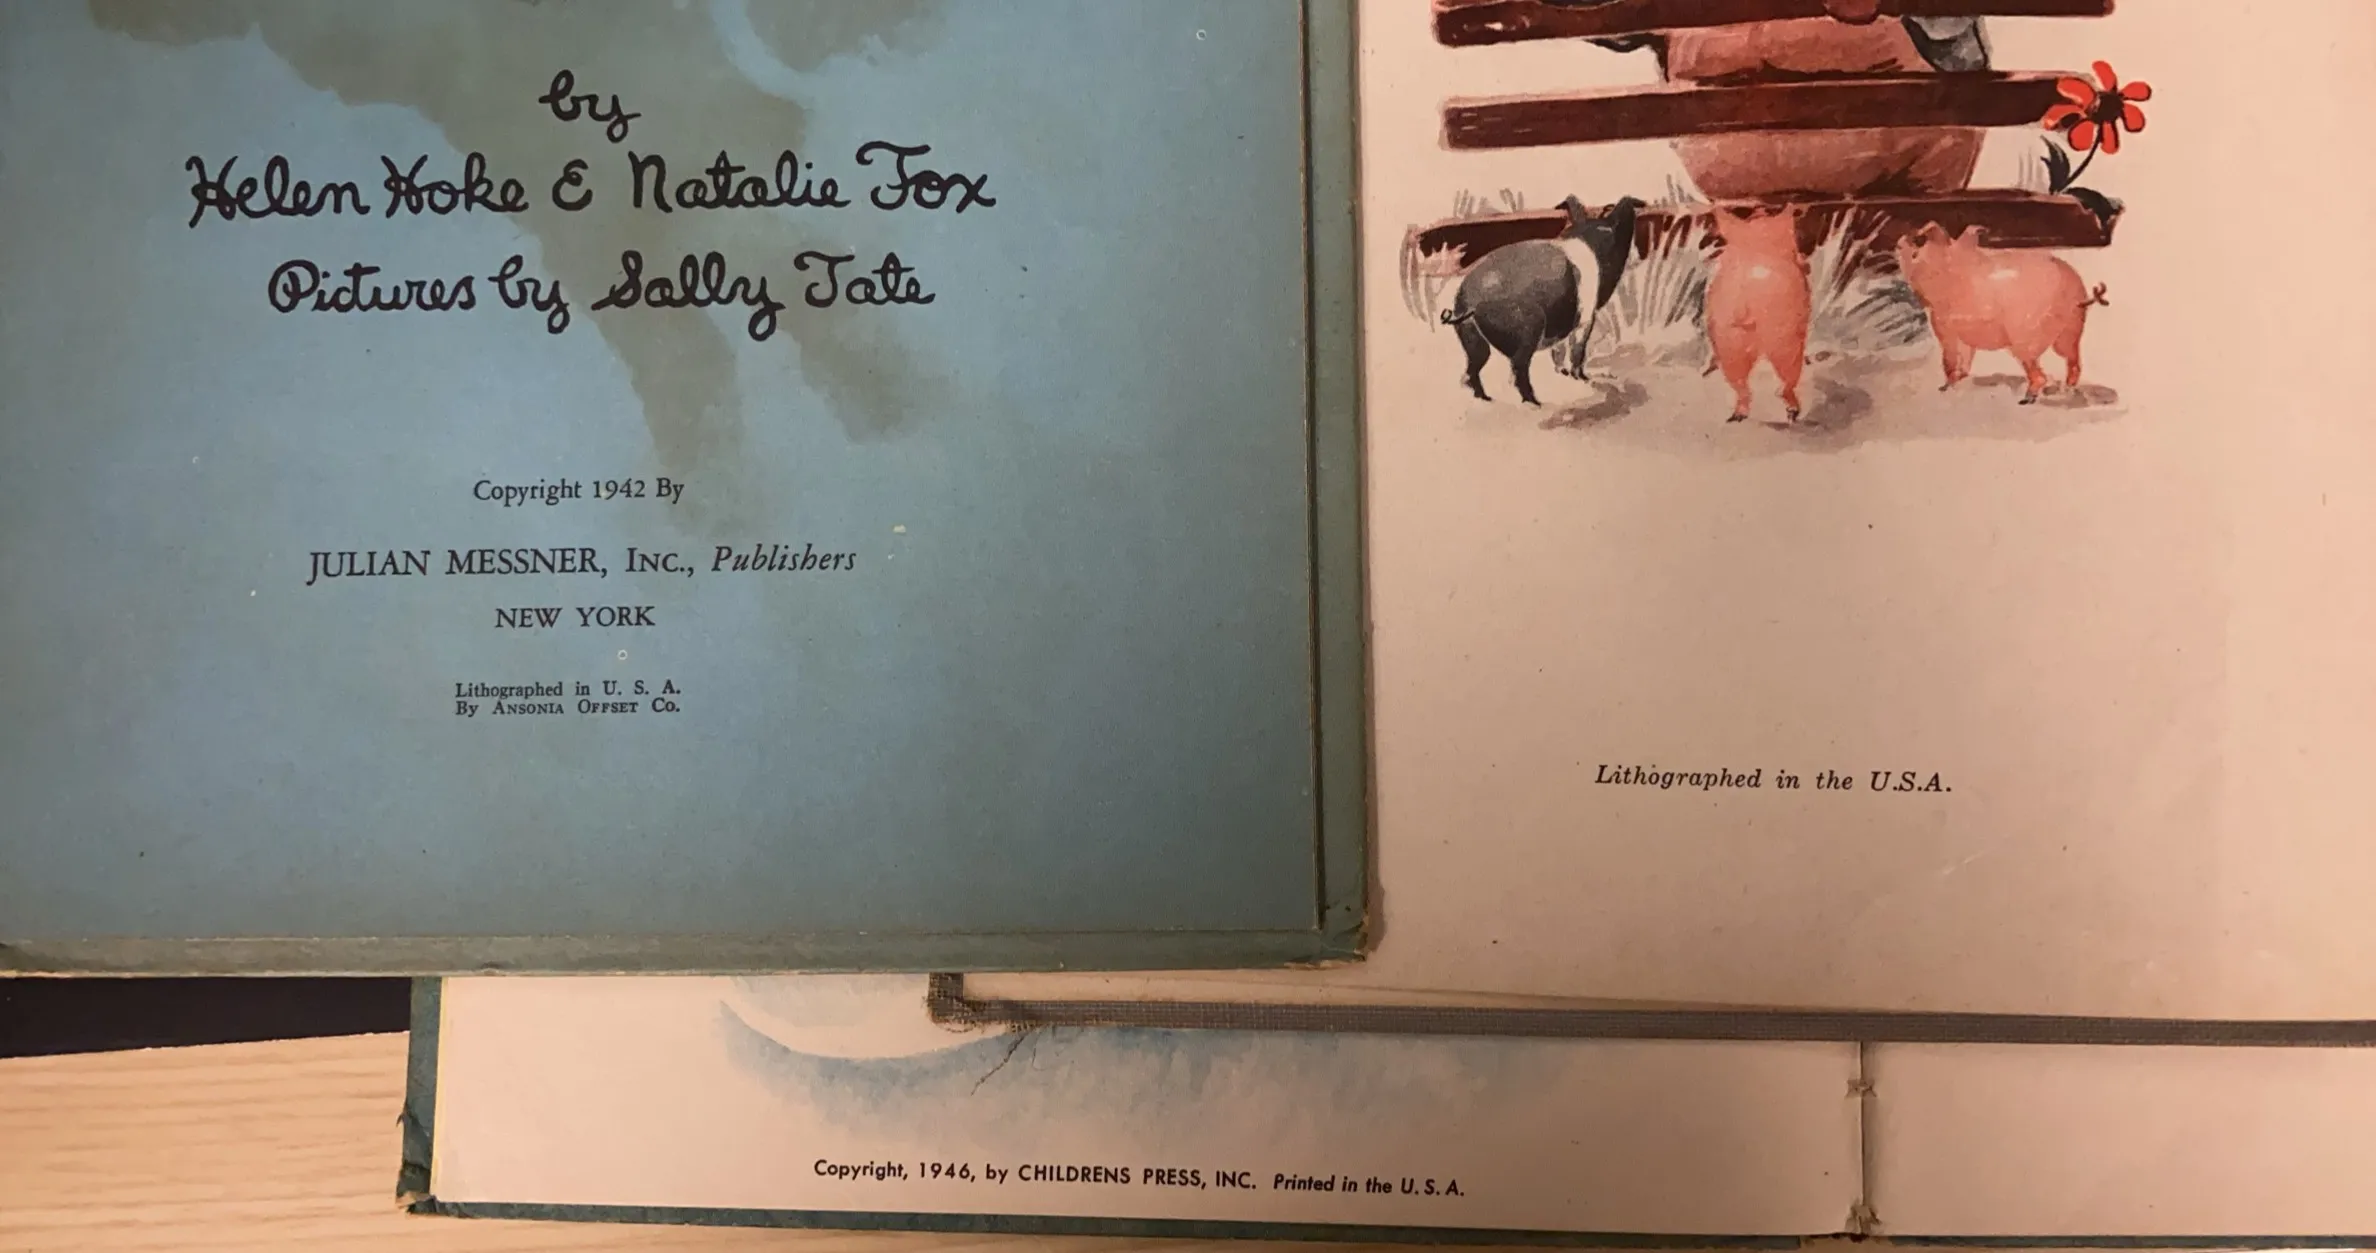 by
Helen Hoke & Natalie Fox
Pictures by Sally Tate
Copyright 1942 By
JULIAN MESSNER, INC., Publishers
NEW YORK
Lithographed in U. S. A.
By ANSONIA OFFSET CO.
Lithographed in the U.S.A.
Copyright, 1946, by CHILDRENS PRESS, INC. Printed in the U. S. A.